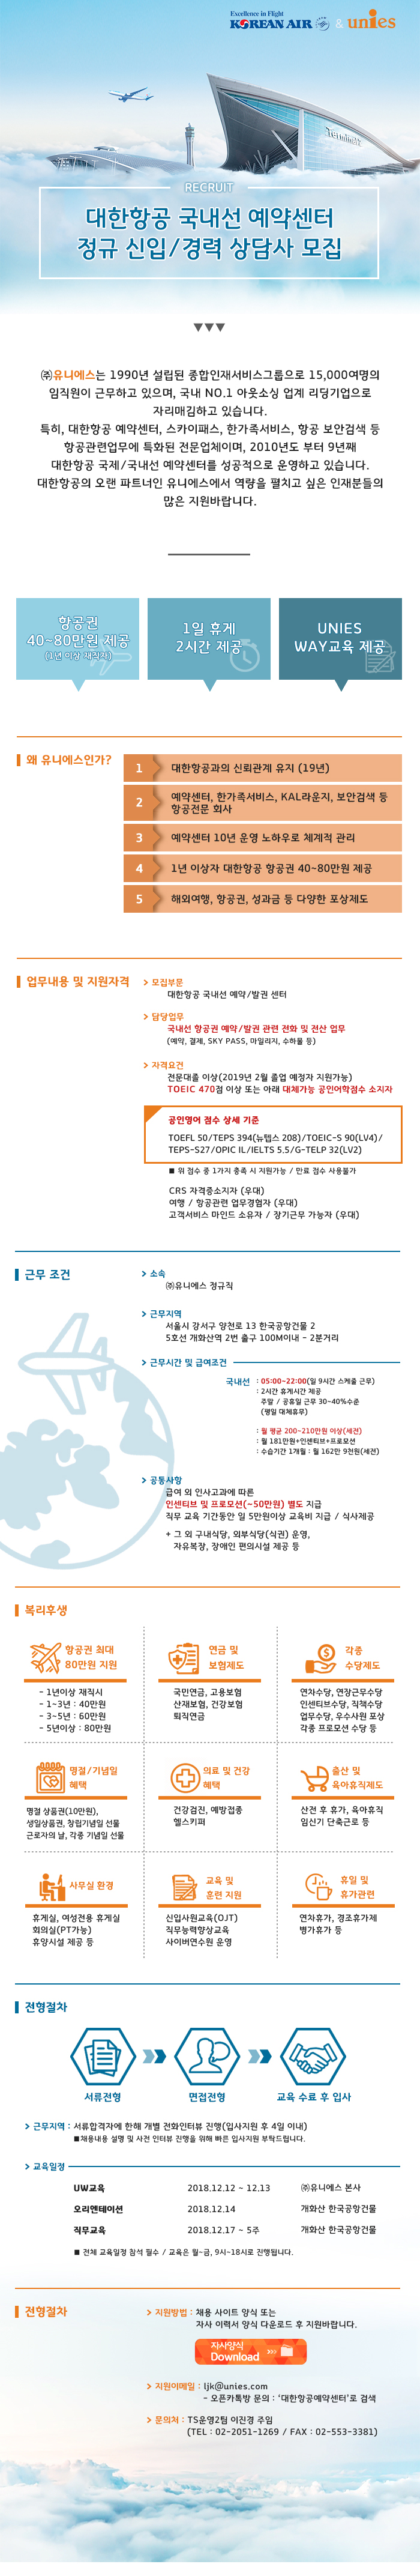 Excellence in Flight
KOREAN AIR & unies
Terminal2
RECRUIT
대한항공 국내선 예약센터
정규 신입/경력 상담사 모집
㈜유니에스는 1990년 설립된 종합인재서비스그룹으로 15,000여명의
임직원이 근무하고 있으며, 국내 NO.1 아웃소싱 업계 리딩기업으로
자리매김하고 있습니다.
특히, 대한항공 예약센터, 스카이패스, 한가족서비스, 항공 보안검색 등
항공관련업무에 특화된 전문업체이며, 2010년도 부터 9년째
대한항공 국제/국내선 예약센터를 성공적으로 운영하고 있습니다.
대한항공의 오랜 파트너인 유니에스에서 역량을 펼치고 싶은 인재분들의
많은 지원바랍니다.
항공권
40~80만원 제공
(1년 이상 재직자)
1일 휴게
2시간 제공
UNIES
WAY교육 제공
왜 유니에스인가?
1 대한항공과의 신뢰관계 유지 (19년)
2 예약센터, 한가족서비스, KAL라운지, 보안검색 등
항공전문 회사
3 예약센터 10년 운영 노하우로 체계적 관리
4 1년 이상자 대한항공 항공권 40~80만원 제공
5 해외여행, 항공권, 성과금 등 다양한 포상제도
업무내용 및 지원자격
> 모집부문
대한항공 국내선 예약/발권 센터
> 담당업무
국내선 항공권 예약/발권 관련 전화 및 전산 업무
(예약, 결제, SKY PASS, 마일리지, 수하물 등)
> 자격요건
전문대졸 이상(2019년 2월 졸업 예정자 지원가능)
TOEIC 470점 이상 또는 아래 대체가능 공인어학점수 소지자
공인영어 점수 상세 기준
TOEFL 50/TEPS 394(뉴텝스 208)/TOEIC-S 90(LV4)/
TEPS-S27/OPIC IL/IELTS 5.5/G-TELP 32(LV2)
■ 위 점수 중 1가지 충족 시 지원가능 / 만료 점수 사용불가
CRS 자격증소지자 (우대)
여행 / 항공관련 업무경험자 (우대)
고객서비스 마인드 소유자 / 장기근무 가능자 (우대)
근무 조건
> 소속
㈜유니에스 정규직
> 근무지역
서울시 강서구 양천로 13 한국공항건물 2
5호선 개화산역 2번 출구 100M이내 - 2분거리
> 근무시간 및 급여조건
국내선 : 05:00~22:00(일 9시간 스케줄 근무)
: 2시간 휴게시간 제공
주말 / 공휴일 근무 30~40%수준
(평일 대체휴무)
: 월 평균 200~210만원 이상(세전)
: 월 181만원+인센티브+프로모션
: 수습기간 1개월 : 월 162만 9천원(세전)
> 공통사항
급여 외 인사고과에 따른
인센티브 및 프로모션(~50만원) 별도 지급
직무 교육 기간동안 일 5만원이상 교육비 지급 / 식사제공
+ 그 외 구내식당, 외부식당(식권) 운영,
자유복장, 장애인 편의시설 제공 등
복리후생
항공권 최대
80만원 지원
- 1년이상 재직시
- 1~3년 : 40만원
- 3~5년 : 60만원
- 5년이상 : 80만원
연금 및
보험제도
국민연금, 고용보험
산재보험, 건강보험
퇴직연금
각종
수당제도
연차수당, 연장근무수당
인센티브수당, 직책수당
업무수당, 우수사원 포상
각종 프로모션 수당 등
명절/기념일
혜택
명절 상품권(10만원),
생일상품권, 창립기념일 선물
근로자의 날, 각종 기념일 선물
의료 및 건강
혜택
건강검진, 예방접종
헬스키퍼
출산 및
육아휴직제도
산전 후 휴가, 육아휴직
임신기 단축근로 등
사무실 환경
휴게실, 여성전용 휴게실
회의실(PT가능)
휴양시설 제공 등
교육 및
훈련 지원
신입사원교육(OJT)
직무능력향상교육
사이버연수원 운영
휴일 및
휴가관련
연차휴가, 경조휴가제
병가휴가 등
전형절차
서류전형
면접전형
교육 수료 후 입사
> 근무지역 : 서류합격자에 한해 개별 전화인터뷰 진행(입사지원 후 4일 이내)
■채용내용 설명 및 사전 인터뷰 진행을 위해 빠른 입사지원 부탁드립니다.
> 교육일정
UW교육 2018.12.12 ~ 12.13 ㈜유니에스 본사
오리엔테이션 2018.12.14 개화산 한국공항건물
직무교육 2018.12.17 ~ 5주 개화산 한국공항건물
■ 전체 교육일정 참석 필수 / 교육은 월~금, 9시~18시로 진행됩니다.
전형절차
> 지원방법 : 채용 사이트 양식 또는
자사 이력서 양식 다운로드 후 지원바랍니다.
자사양식
Download
> 지원이메일 : ljk@unies.com
- 오픈카톡방 문의 : '대한항공예약센터'로 검색
> 문의처 : TS운영2팀 이진경 주임
(TEL : 02-2051-1269 / FAX : 02-553-3381)